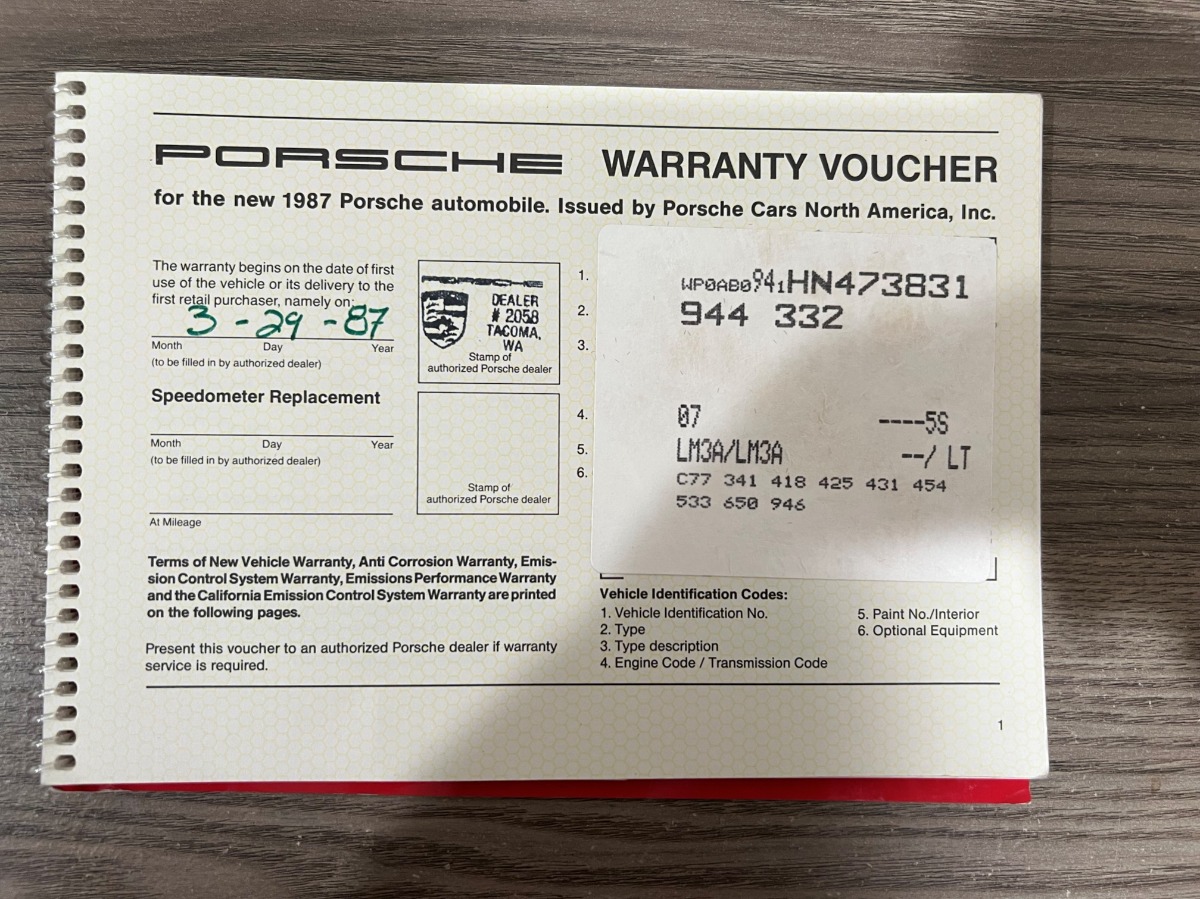 PORSCHE WARRANTY VOUCHER
for the new 1987 Porsche automobile. Issued by Porsche Cars North America, Inc.
The warranty begins on the date of first
use of the vehicle or its delivery to the
first retail purchaser, namely on:
3 - 29 - 87
Month Day Year
(to be filled in by authorized dealer)
DEALER
# 2058
TACOMA,
WA
Stamp of
authorized Porsche dealer
Speedometer Replacement
Month Day Year
(to be filled in by authorized dealer)
At Mileage
Stamp of
authorized Porsche dealer
1. WP0AB0941HN473831
2. 944 332
3.
4. 07 ----5S
5. LM3A/LM3A --/ LT
6. C77 341 418 425 431 454
533 650 946
Terms of New Vehicle Warranty, Anti Corrosion Warranty, Emis-
sion Control System Warranty, Emissions Performance Warranty
and the California Emission Control System Warranty are printed
on the following pages.
Present this voucher to an authorized Porsche dealer if warranty
service is required.
Vehicle Identification Codes:
1. Vehicle Identification No.
2. Type
3. Type description
4. Engine Code / Transmission Code
5. Paint No./Interior
6. Optional Equipment
1